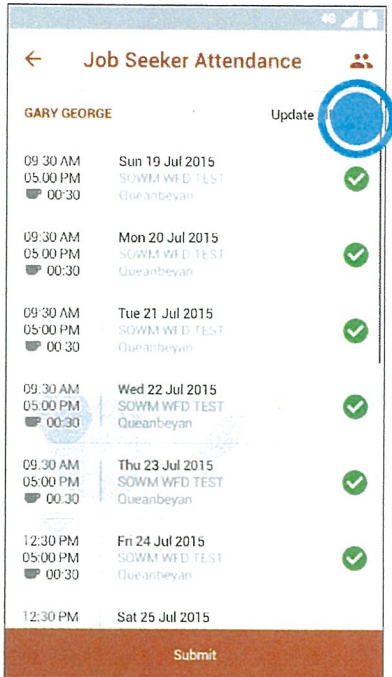 4G
Job Seeker Attendance
GARY GEORGE
Update
09:30 AM
Sun 19 Jul 2015
05:00 PM
SOWM WFD TEST
00:30
Queanbeyan
09:30 AM
Mon 20 Jul 2015
05:00 PM
SOWM WFD TEST
00:30
Queanbeyan
09:30 AM
Tue 21 Jul 2015
05:00 PM
SOWM WFD TEST
00:30
Queanbeyan
09:30 AM
Wed 22 Jul 2015
05:00 PM
SOWM WFD TEST
00:30
Queanbeyan
09:30 AM
Thu 23 Jul 2015
05:00 PM
SOWM WFD TEST
00:30
Queanbeyan
12:30 PM
Fri 24 Jul 2015
05:00 PM
SOWM WFD TEST
00:30
Queanbeyan
12:30 PM
Sat 25 Jul 2015
Submit